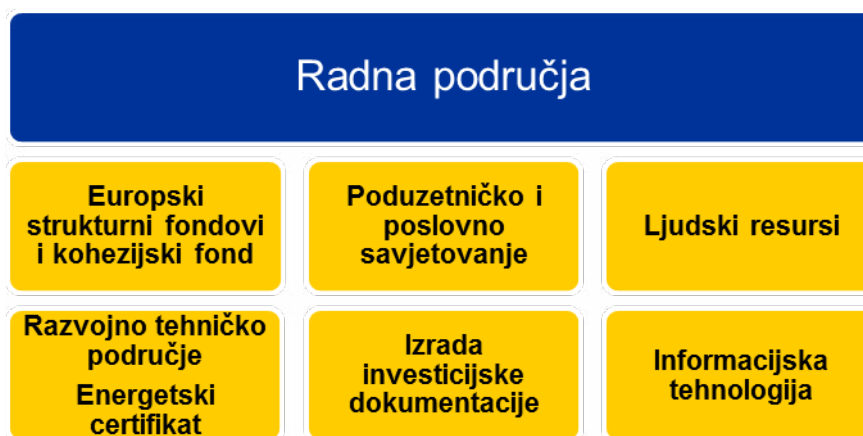 Radna područja
Europski
strukturni fondovi
i kohezijski fond
Poduzetničko i
poslovno
savjetovanje
Ljudski resursi
Razvojno tehničko
područje
Energetski
certifikat
Izrada
investicijske
dokumentacije
Informacijska
tehnologija